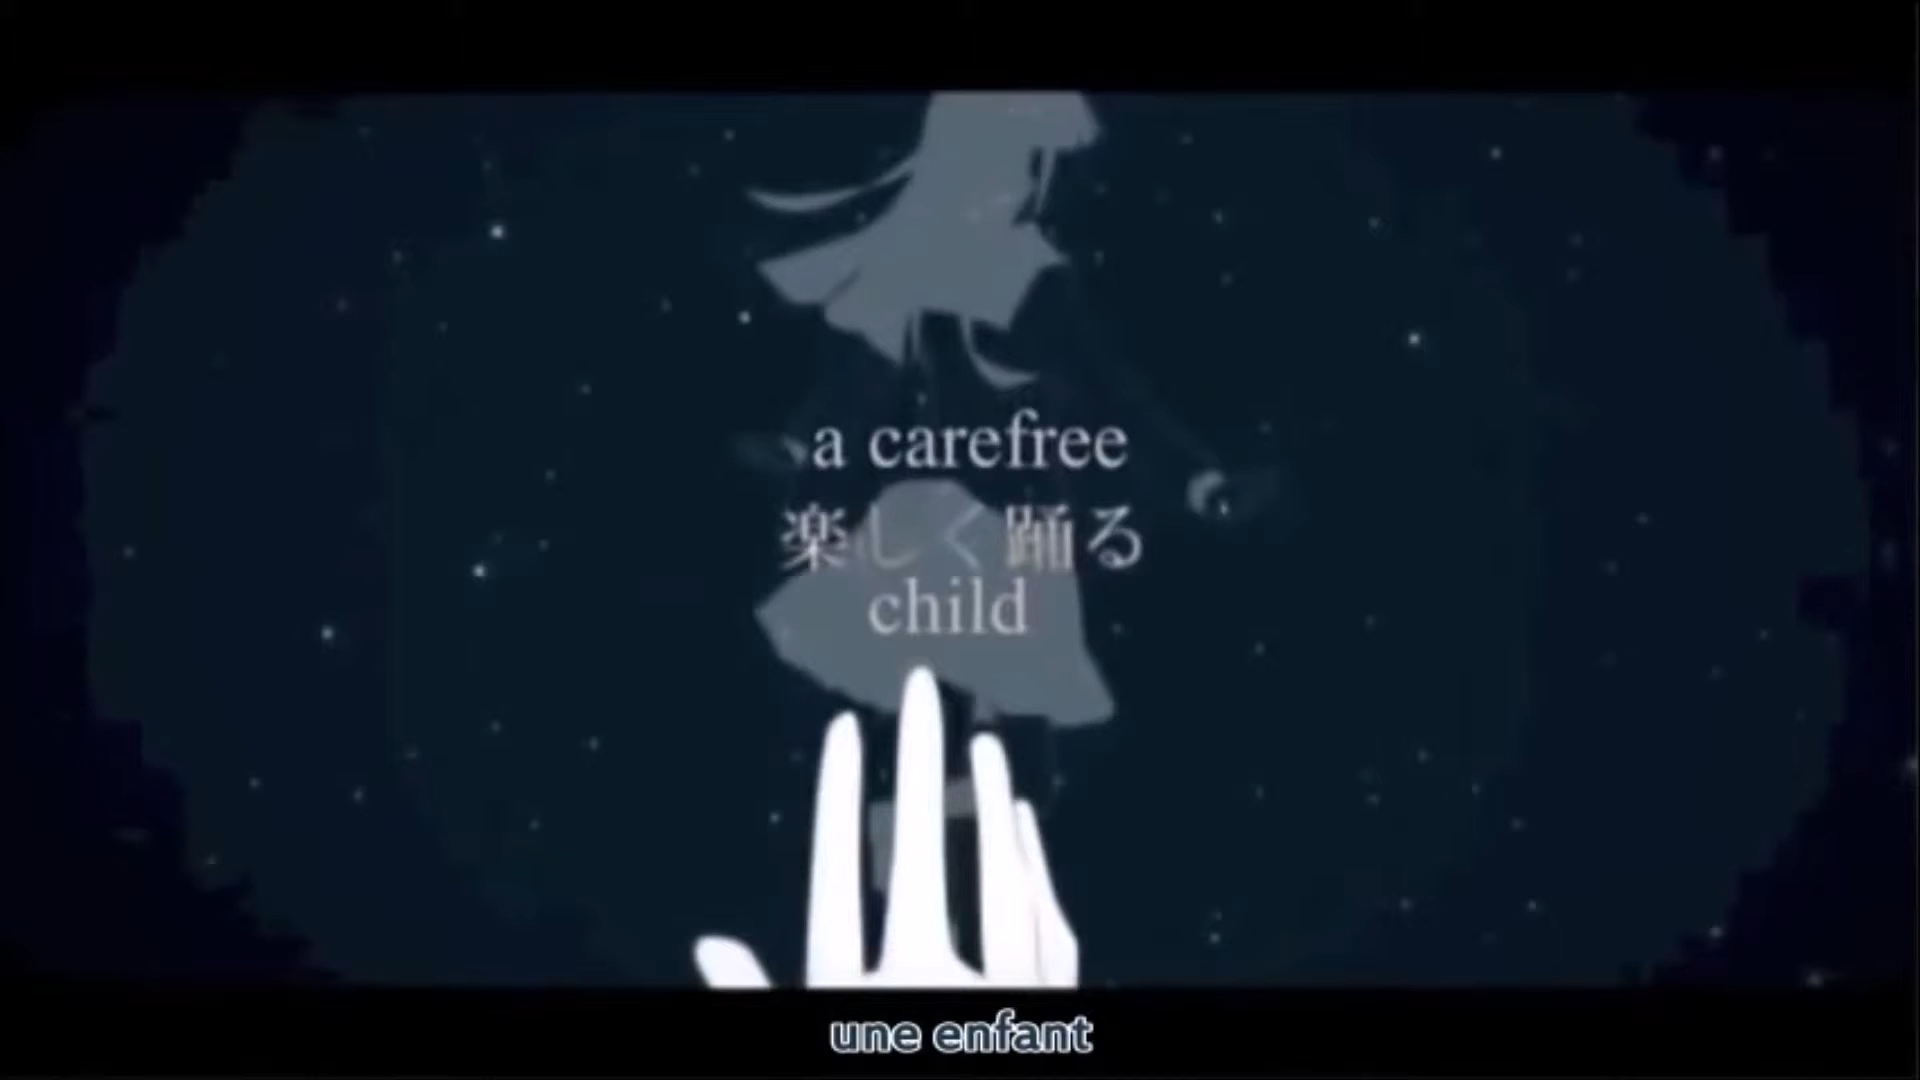 a carefree
楽しく踊る
child
une enfant